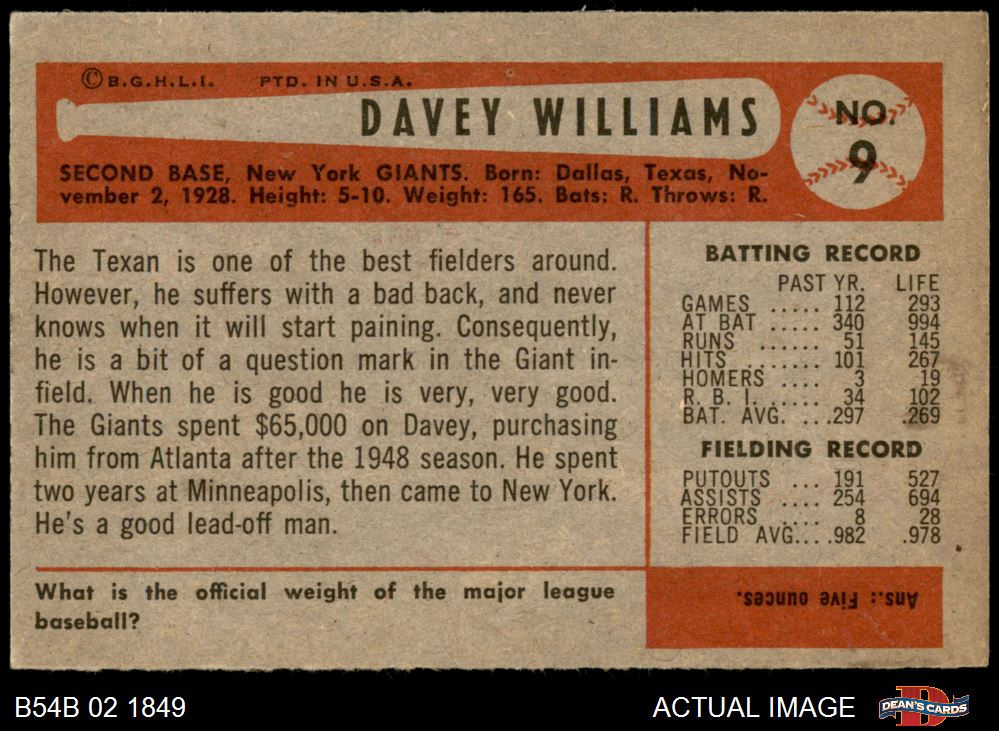 © B.G.H.L.I. PTD. IN U.S.A.
DAVEY WILLIAMS
NO.
9
SECOND BASE, New York GIANTS. Born: Dallas, Texas, No-
vember 2, 1928. Height: 5-10. Weight: 165. Bats: R. Throws: R.
The Texan is one of the best fielders around.
However, he suffers with a bad back, and never
knows when it will start paining. Consequently,
he is a bit of a question mark in the Giant in-
field. When he is good he is very, very good.
The Giants spent $65,000 on Davey, purchasing
him from Atlanta after the 1948 season. He spent
two years at Minneapolis, then came to New York.
He's a good lead-off man.
BATTING RECORD
PAST YR. LIFE
GAMES ..... 112 293
AT BAT ..... 340 994
RUNS ...... 51 145
HITS ....... 101 267
HOMERS .... 3 19
R. B. I. ..... 34 102
BAT. AVG. ...297 .269
FIELDING RECORD
PUTOUTS ... 191 527
ASSISTS .... 254 694
ERRORS .... 8 28
FIELD AVG.... .982 .978
What is the official weight of the major league
baseball?
Ans.: Five ounces.
B54B 02 1849
ACTUAL IMAGE
D
DEAN'S CARDS